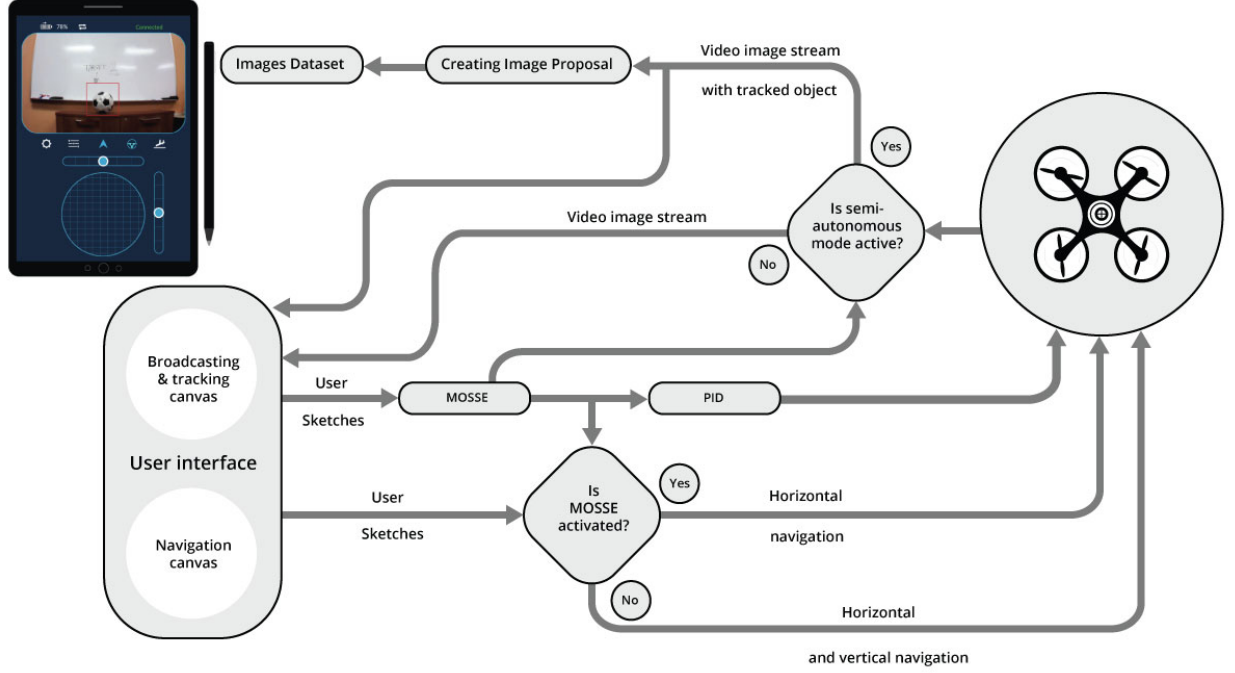 78%
Connected
Images Dataset
Creating Image Proposal
Video image stream
with tracked object
Yes
Is semi-
autonomous
mode active?
Video image stream
No
Broadcasting
& tracking
canvas
User
Sketches
MOSSE
PID
User interface
Is
MOSSE
activated?
Yes
User
Sketches
Horizontal
navigation
Navigation
canvas
No
Horizontal
and vertical navigation